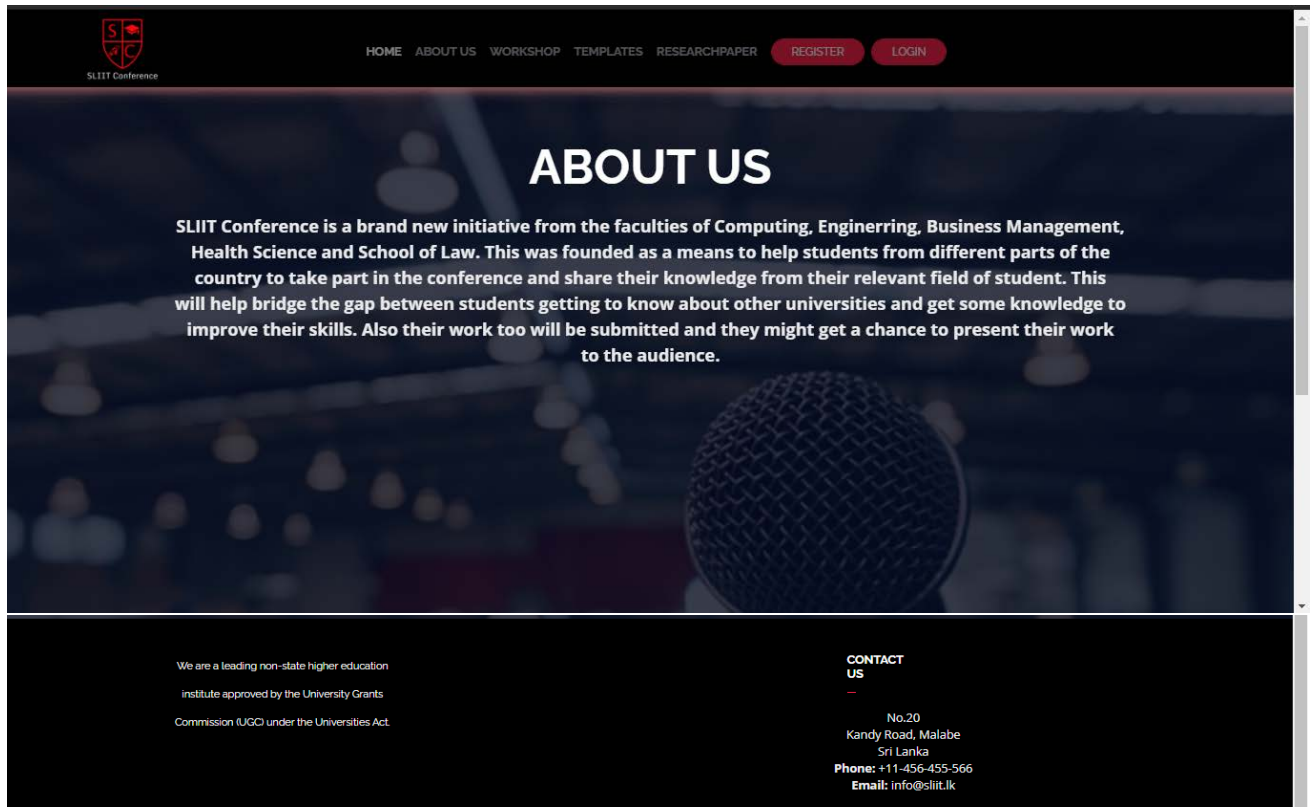 S
C
SLIIT Conference
HOME ABOUT US WORKSHOP TEMPLATES RESEARCHPAPER REGISTER LOGIN
ABOUT US
SLIIT Conference is a brand new initiative from the faculties of Computing, Enginerring, Business Management,
Health Science and School of Law. This was founded as a means to help students from different parts of the
country to take part in the conference and share their knowledge from their relevant field of student. This
will help bridge the gap between students getting to know about other universities and get some knowledge to
improve their skills. Also their work too will be submitted and they might get a chance to present their work
to the audience.
We are a leading non-state higher education
institute approved by the University Grants
Commission (UGC) under the Universities Act.
CONTACT
US
No.20
Kandy Road, Malabe
Sri Lanka
Phone: +11-456-455-566
Email: info@sliit.lk